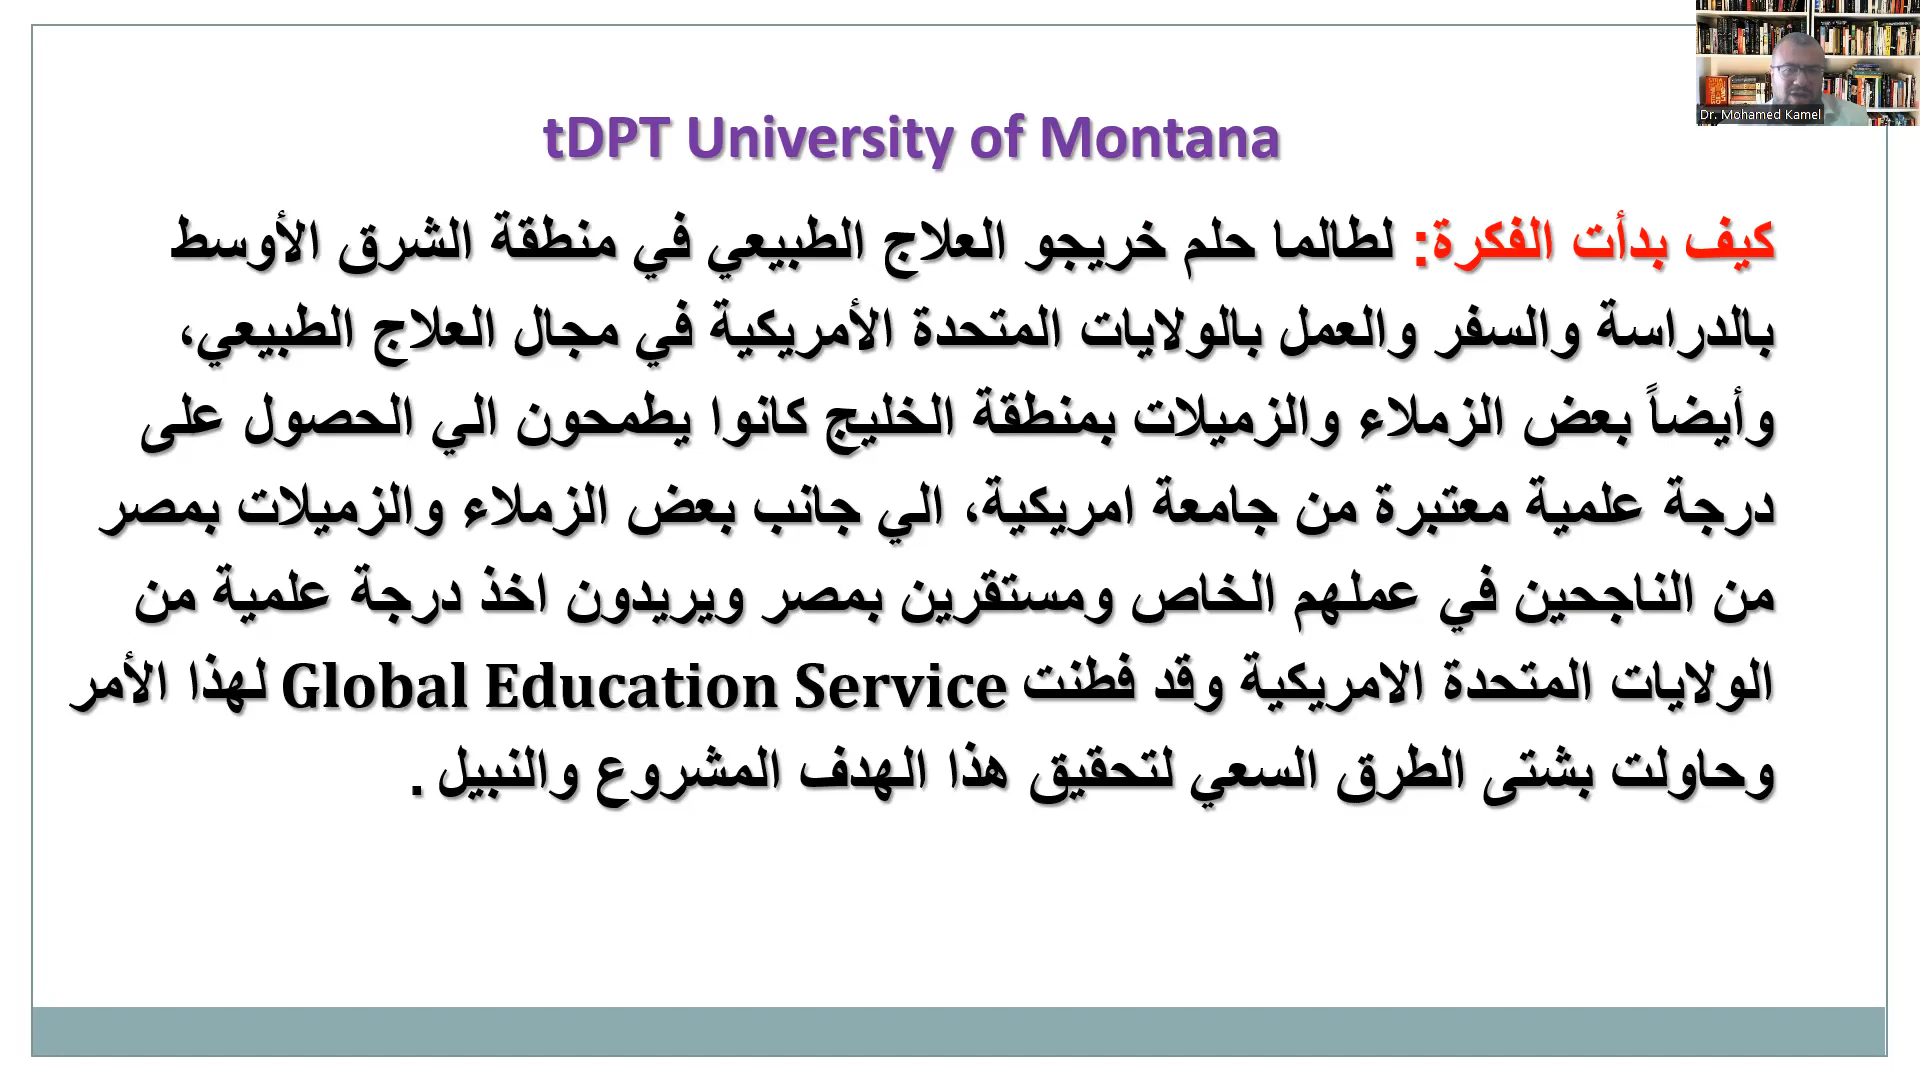 Dr. Mohamed Kamel
tDPT University of Montana
كيف بدأت الفكرة: لطالما حلم خريجو العلاج الطبيعي في منطقة الشرق الأوسط
بالدراسة والسفر والعمل بالولايات المتحدة الأمريكية في مجال العلاج الطبيعي،
وأيضاً بعض الزملاء والزميلات بمنطقة الخليج كانوا يطمحون الي الحصول على
درجة علمية معتبرة من جامعة امريكية، الي جانب بعض الزملاء والزميلات بمصر
من الناجحين في عملهم الخاص ومستقرين بمصر ويريدون اخذ درجة علمية من
الولايات المتحدة الامريكية وقد فطنت Global Education Service لهذا الأمر
وحاولت بشتى الطرق السعي لتحقيق هذا الهدف المشروع والنبيل .